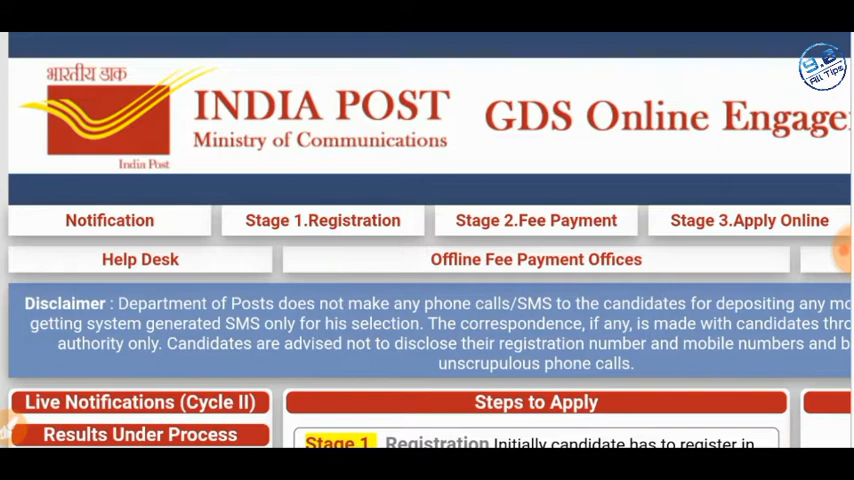 भारतीय डाक
India Post
INDIA POST
Ministry of Communications
GDS Online Engage
9.B
All Tips
Notification
Stage 1.Registration
Stage 2.Fee Payment
Stage 3.Apply Online
Help Desk
Offline Fee Payment Offices
Disclaimer : Department of Posts does not make any phone calls/SMS to the candidates for depositing any mo
getting system generated SMS only for his selection. The correspondence, if any, is made with candidates thro
authority only. Candidates are advised not to disclose their registration number and mobile numbers and b
unscrupulous phone calls.
Live Notifications (Cycle II)
Results Under Process
Steps to Apply
Stage 1 Registration Initially candidate has to register in